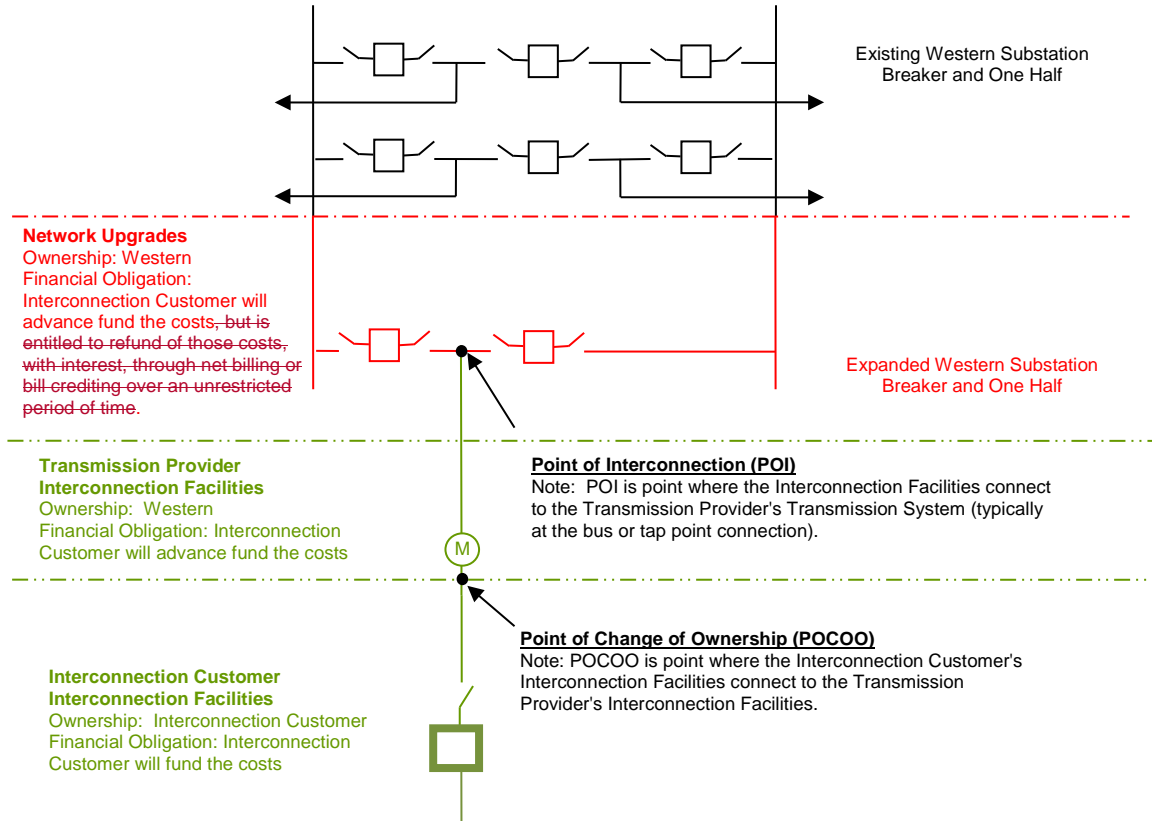 Existing Western Substation
Breaker and One Half
Network Upgrades
Ownership: Western
Financial Obligation:
Interconnection Customer will
advance fund the costs, but is
entitled to refund of those costs,
with interest, through net billing or
bill crediting over an unrestricted
period of time.
Expanded Western Substation
Breaker and One Half
Transmission Provider
Interconnection Facilities
Ownership: Western
Financial Obligation: Interconnection
Customer will advance fund the costs
Point of Interconnection (POI)
Note: POI is point where the Interconnection Facilities connect
to the Transmission Provider's Transmission System (typically
at the bus or tap point connection).
M
Point of Change of Ownership (POCOO)
Note: POCOO is point where the Interconnection Customer's
Interconnection Facilities connect to the Transmission
Provider's Interconnection Facilities.
Interconnection Customer
Interconnection Facilities
Ownership: Interconnection Customer
Financial Obligation: Interconnection
Customer will fund the costs